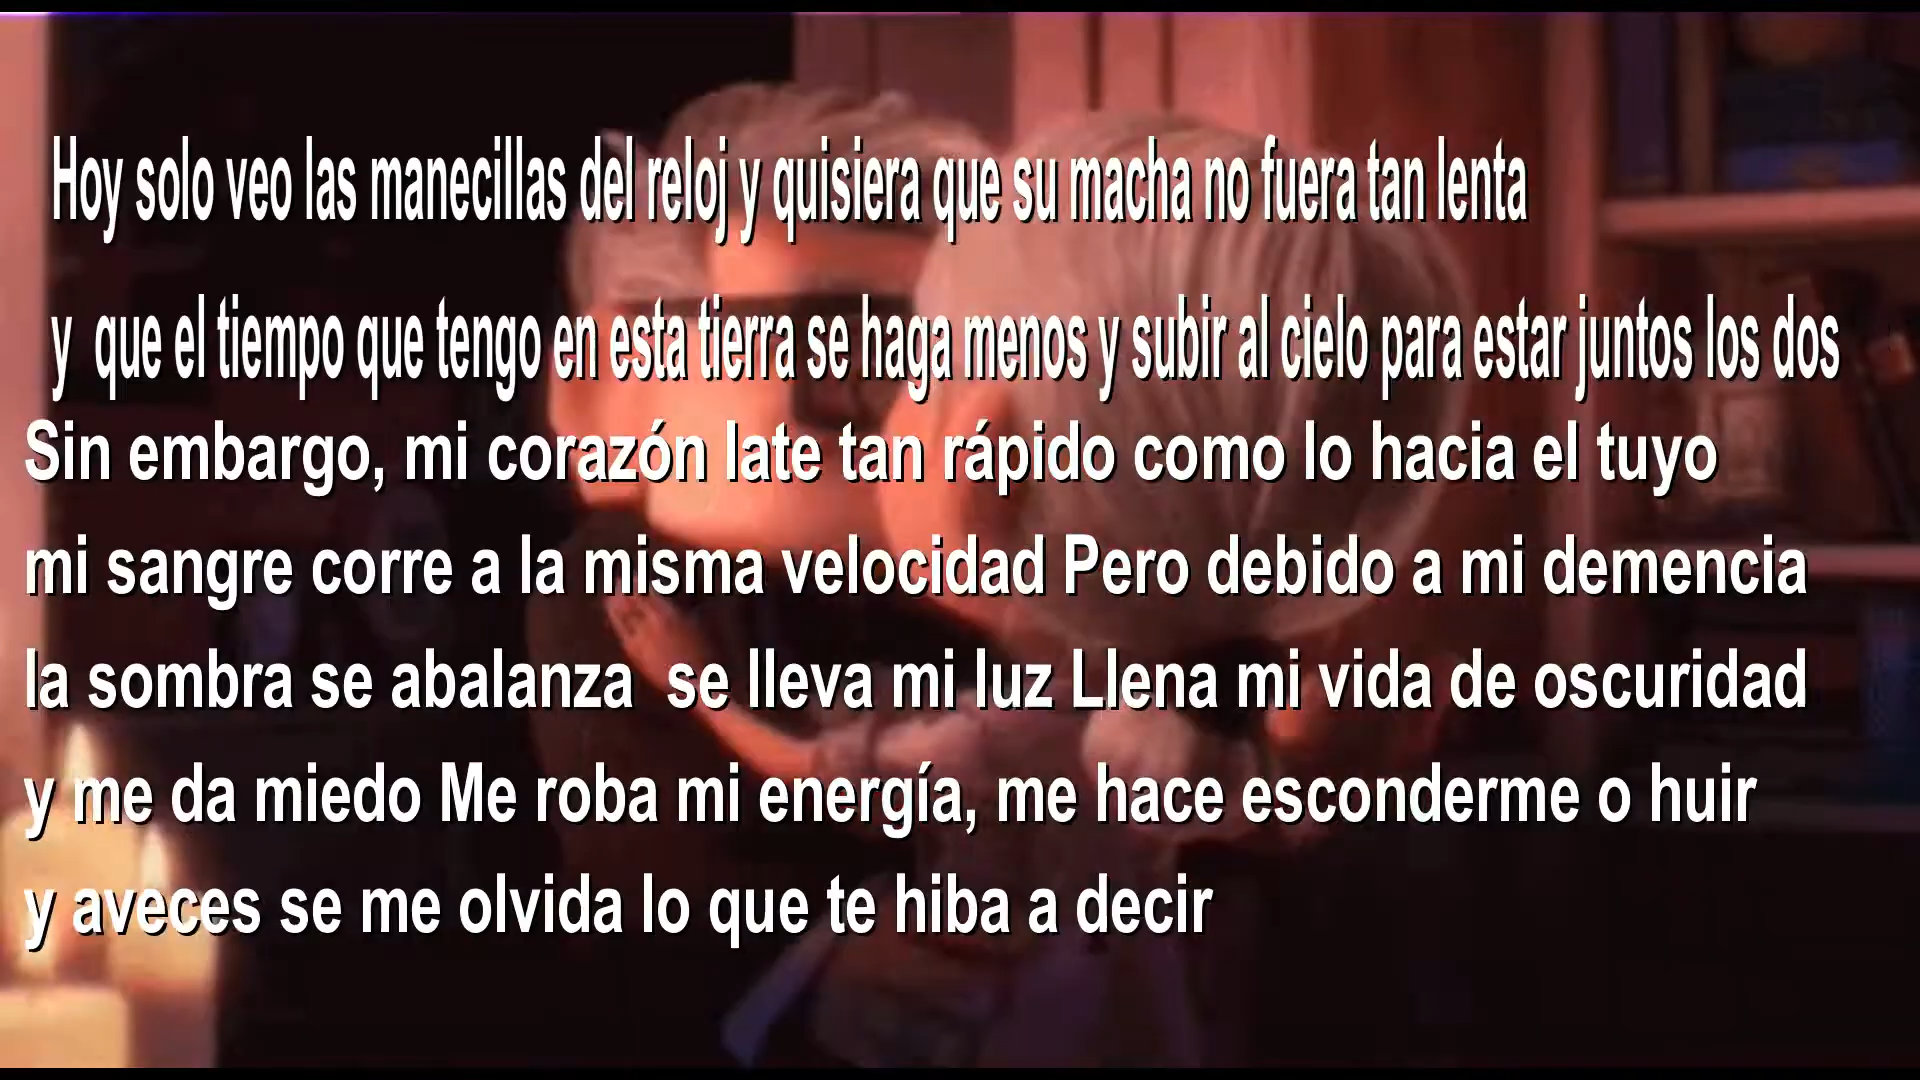 Hoy solo veo las manecillas del reloj y quisiera que su macha no fuera tan lenta
y que el tiempo que tengo en esta tierra se haga menos y subir al cielo para estar juntos los dos
Sin embargo, mi corazón late tan rápido como lo hacia el tuyo
mi sangre corre a la misma velocidad Pero debido a mi demencia
la sombra se abalanza se lleva mi luz Llena mi vida de oscuridad
y me da miedo Me roba mi energía, me hace esconderme o huir
y aveces se me olvida lo que te hiba a decir